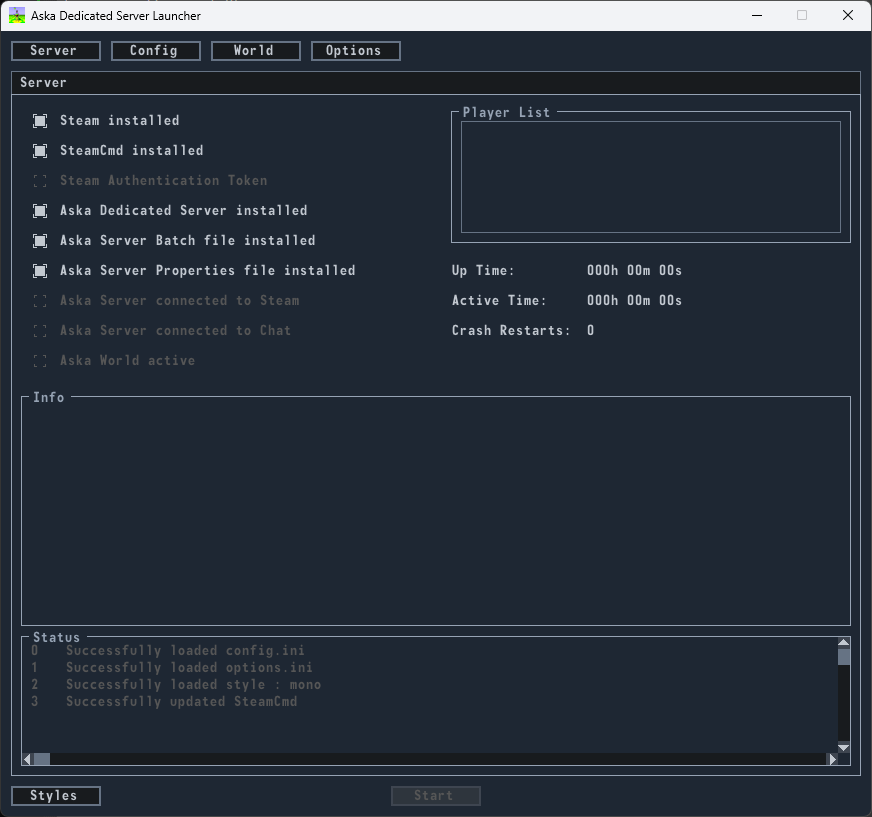 Aska Dedicated Server Launcher
Server Config World Options
Server
Steam installed
SteamCmd installed
Steam Authentication Token
Aska Dedicated Server installed
Aska Server Batch file installed
Aska Server Properties file installed
Aska Server connected to Steam
Aska Server connected to Chat
Aska World active
Player List
Up Time: 000h 00m 00s
Active Time: 000h 00m 00s
Crash Restarts: 0
Info
Status
0 Successfully loaded config.ini
1 Successfully loaded options.ini
2 Successfully loaded style : mono
3 Successfully updated SteamCmd
Styles Start